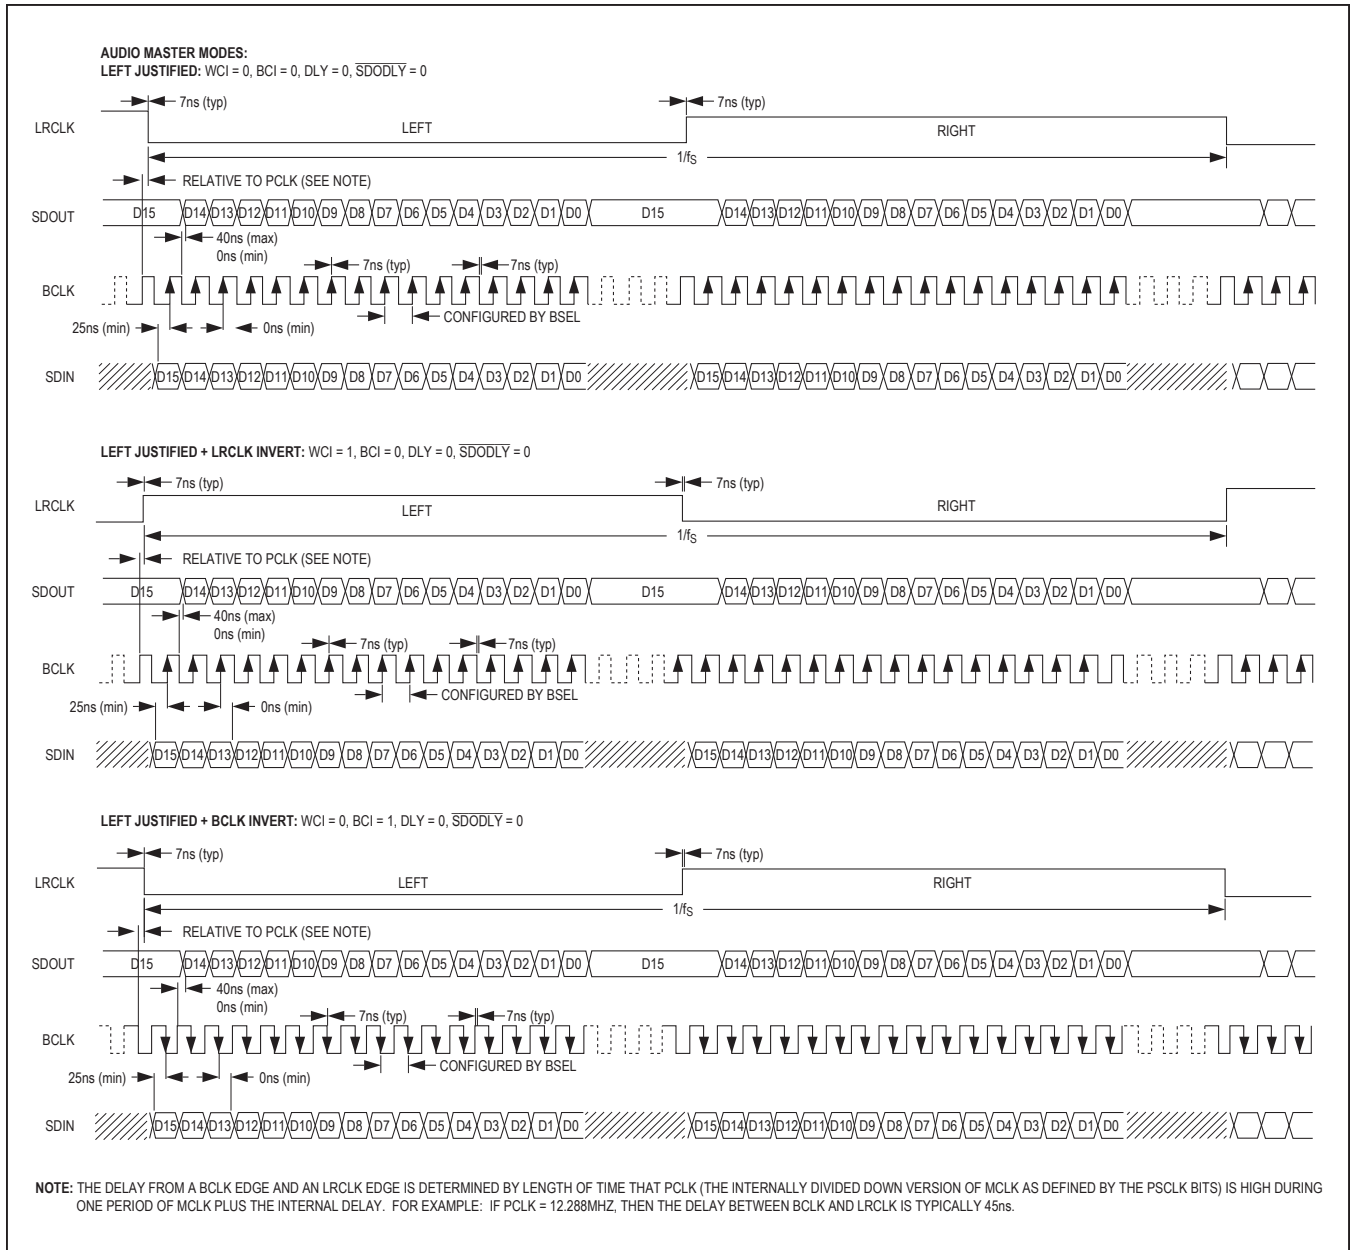 AUDIO MASTER MODES:
LEFT JUSTIFIED: WCI = 0, BCI = 0, DLY = 0, SDODLY = 0
7ns (typ) 7ns (typ)
LRCLK LEFT RIGHT
1/fS
RELATIVE TO PCLK (SEE NOTE)
SDOUT D15 D14 D13 D12 D11 D10 D9 D8 D7 D6 D5 D4 D3 D2 D1 D0 D15 D14 D13 D12 D11 D10 D9 D8 D7 D6 D5 D4 D3 D2 D1 D0
40ns (max)
0ns (min)
7ns (typ) 7ns (typ)
BCLK
CONFIGURED BY BSEL
25ns (min) 0ns (min)
SDIN D15 D14 D13 D12 D11 D10 D9 D8 D7 D6 D5 D4 D3 D2 D1 D0 D15 D14 D13 D12 D11 D10 D9 D8 D7 D6 D5 D4 D3 D2 D1 D0
LEFT JUSTIFIED + LRCLK INVERT: WCI = 1, BCI = 0, DLY = 0, SDODLY = 0
7ns (typ) 7ns (typ)
LRCLK LEFT RIGHT
1/fS
RELATIVE TO PCLK (SEE NOTE)
SDOUT D15 D14 D13 D12 D11 D10 D9 D8 D7 D6 D5 D4 D3 D2 D1 D0 D15 D14 D13 D12 D11 D10 D9 D8 D7 D6 D5 D4 D3 D2 D1 D0
40ns (max)
0ns (min)
7ns (typ) 7ns (typ)
BCLK
CONFIGURED BY BSEL
25ns (min) 0ns (min)
SDIN D15 D14 D13 D12 D11 D10 D9 D8 D7 D6 D5 D4 D3 D2 D1 D0 D15 D14 D13 D12 D11 D10 D9 D8 D7 D6 D5 D4 D3 D2 D1 D0
LEFT JUSTIFIED + BCLK INVERT: WCI = 0, BCI = 1, DLY = 0, SDODLY = 0
7ns (typ) 7ns (typ)
LRCLK LEFT RIGHT
1/fS
RELATIVE TO PCLK (SEE NOTE)
SDOUT D15 D14 D13 D12 D11 D10 D9 D8 D7 D6 D5 D4 D3 D2 D1 D0 D15 D14 D13 D12 D11 D10 D9 D8 D7 D6 D5 D4 D3 D2 D1 D0
40ns (max)
0ns (min)
7ns (typ) 7ns (typ)
BCLK
CONFIGURED BY BSEL
25ns (min) 0ns (min)
SDIN D15 D14 D13 D12 D11 D10 D9 D8 D7 D6 D5 D4 D3 D2 D1 D0 D15 D14 D13 D12 D11 D10 D9 D8 D7 D6 D5 D4 D3 D2 D1 D0
NOTE: THE DELAY FROM A BCLK EDGE AND AN LRCLK EDGE IS DETERMINED BY LENGTH OF TIME THAT PCLK (THE INTERNALLY DIVIDED DOWN VERSION OF MCLK AS DEFINED BY THE PSCLK BITS) IS HIGH DURING
ONE PERIOD OF MCLK PLUS THE INTERNAL DELAY. FOR EXAMPLE: IF PCLK = 12.288MHZ, THEN THE DELAY BETWEEN BCLK AND LRCLK IS TYPICALLY 45ns.